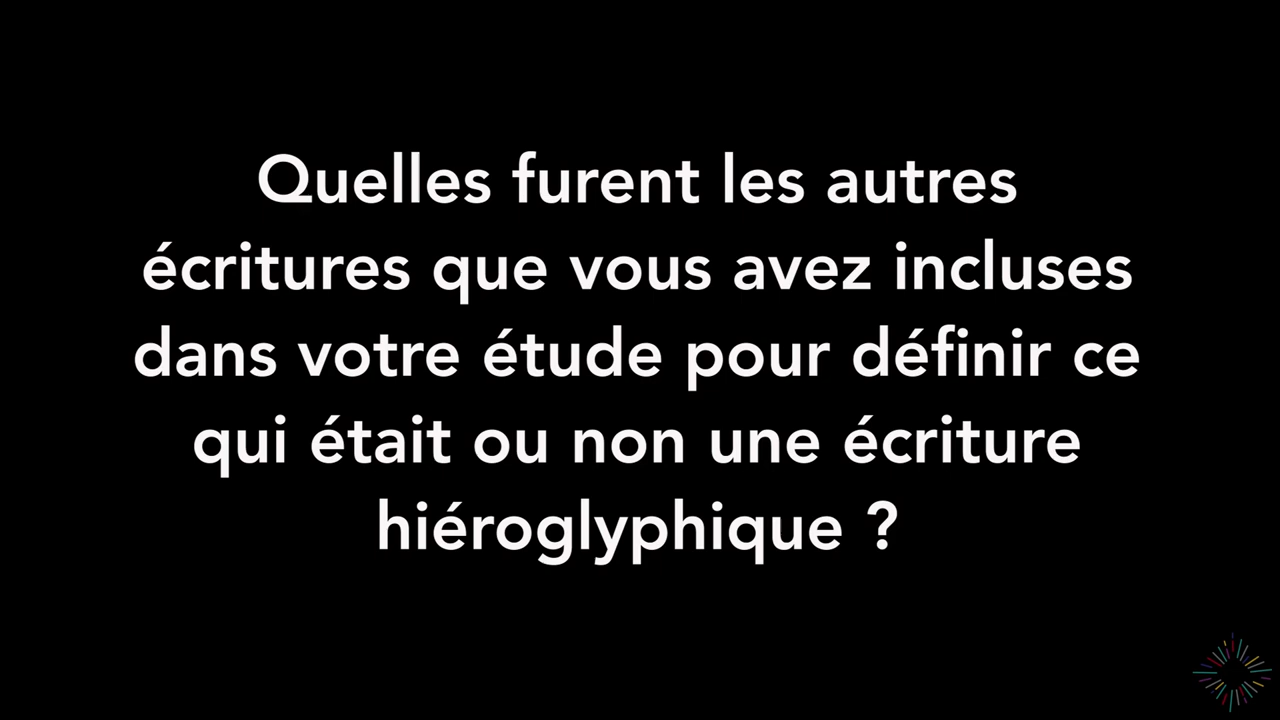 Quelles furent les autres
écritures que vous avez incluses
dans votre étude pour définir ce
qui était ou non une écriture
hiéroglyphique ?